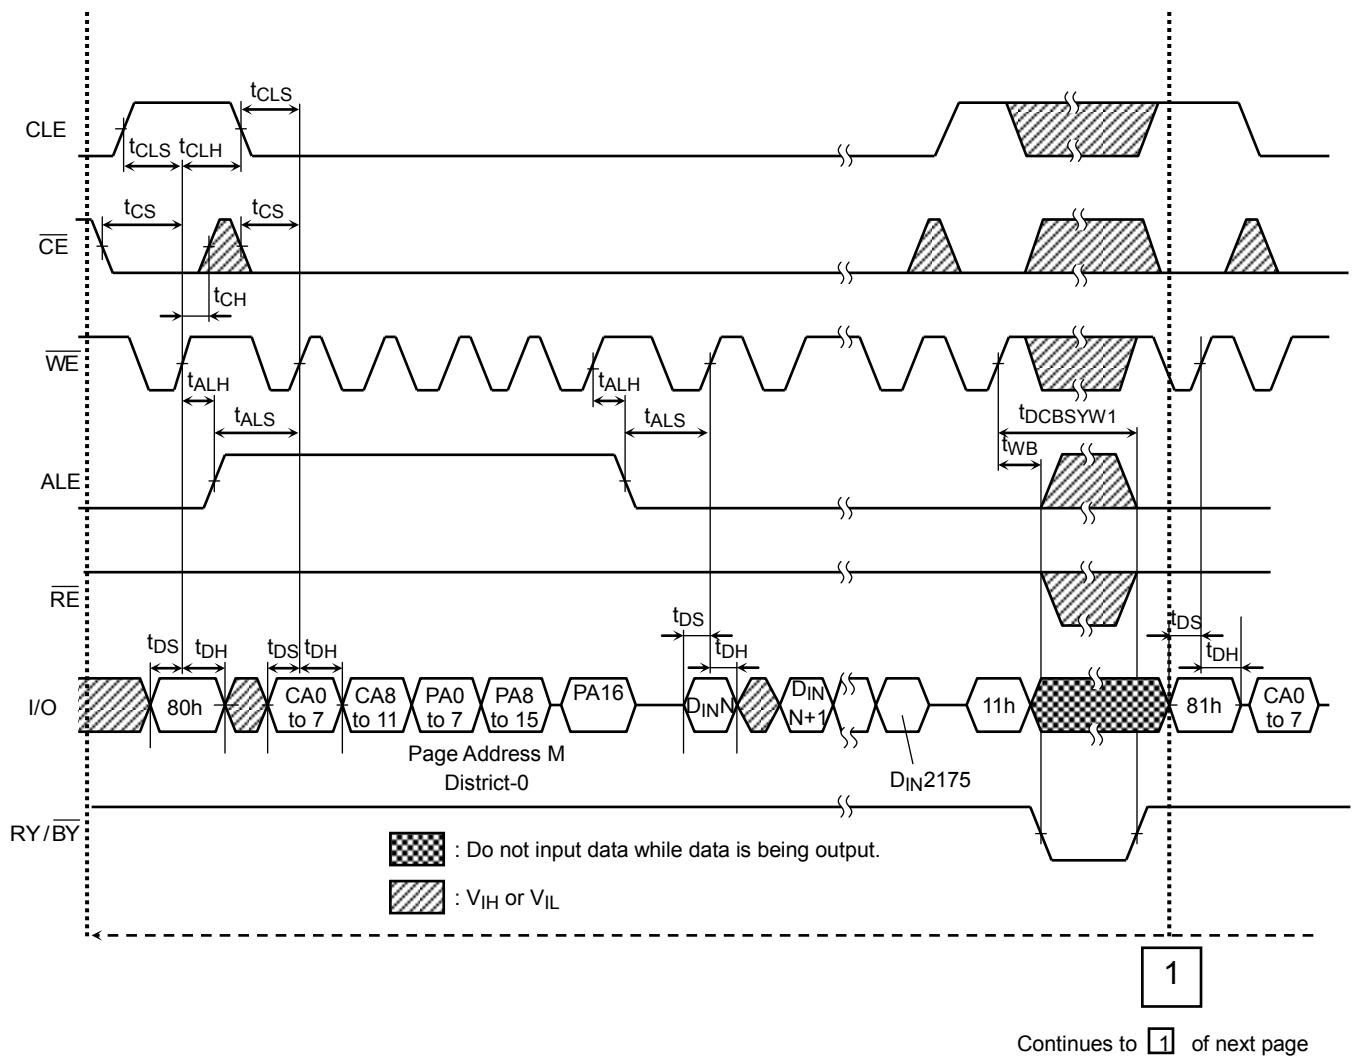 tCLS
CLE
tCLS tCLH
tCS tCS
CE
tCH
WE
tALH tALH
tALS tALS tDCBSYW1
tWB
ALE
RE
tDS tDH tDS tDH tDS tDH tDS tDH
I/O
80h
CA0 to 7
CA8 to 11
PA0 to 7
PA8 to 15
PA16
DINN
DIN N+1
11h
81h
CA0 to 7
Page Address M
District-0
DIN2175
RY/BY
: Do not input data while data is being output.
: VIH or VIL
1
Continues to 1 of next page